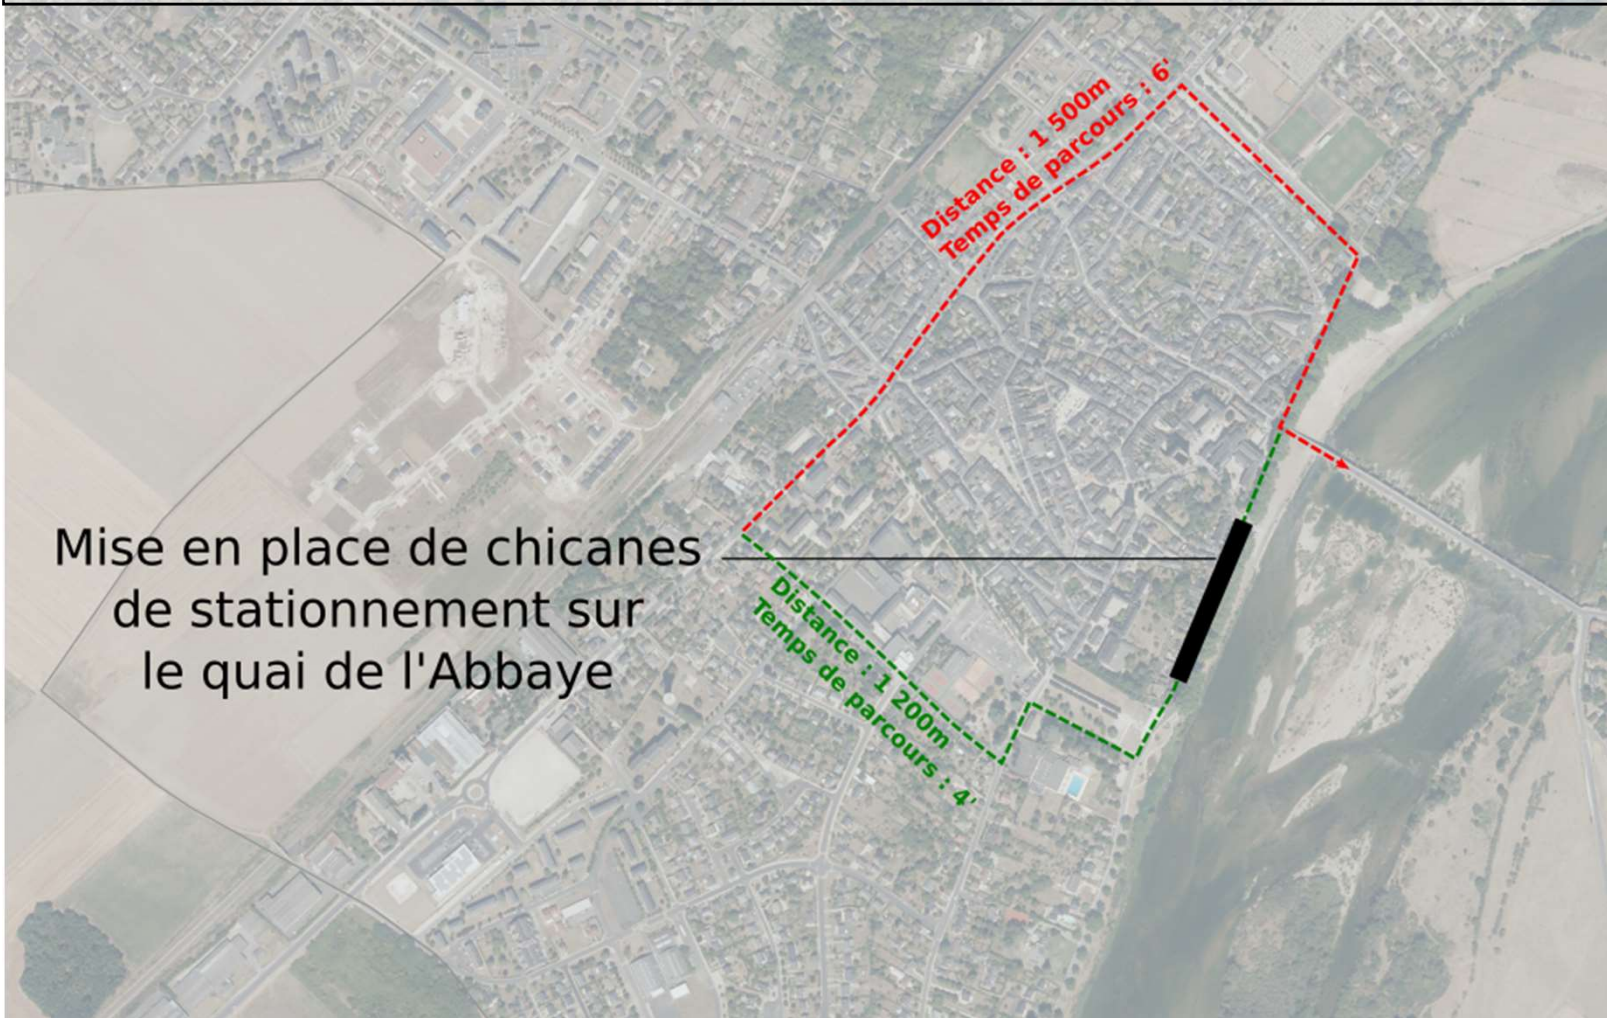 Distance : 1 500m
Temps de parcours : 6'
Mise en place de chicanes
de stationnement sur
le quai de l'Abbaye
Distance : 1 200m
Temps de parcours : 4'